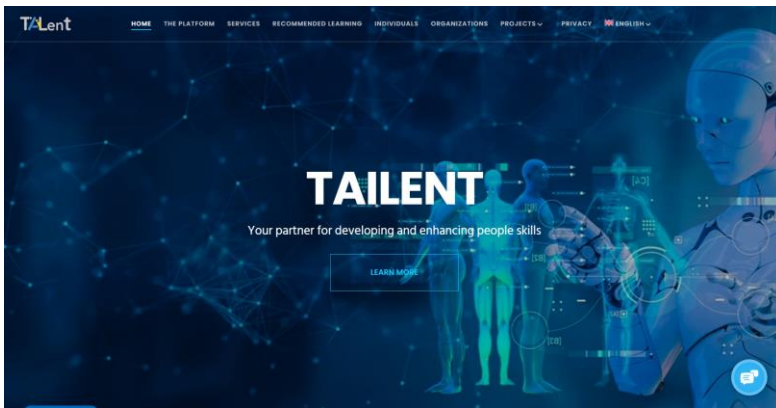 TAILent
HOME THE PLATFORM SERVICES RECOMMENDED LEARNING INDIVIDUALS ORGANIZATIONS PROJECTS PRIVACY ENGLISH
TAILENT
Your partner for developing and enhancing people skills
LEARN MORE